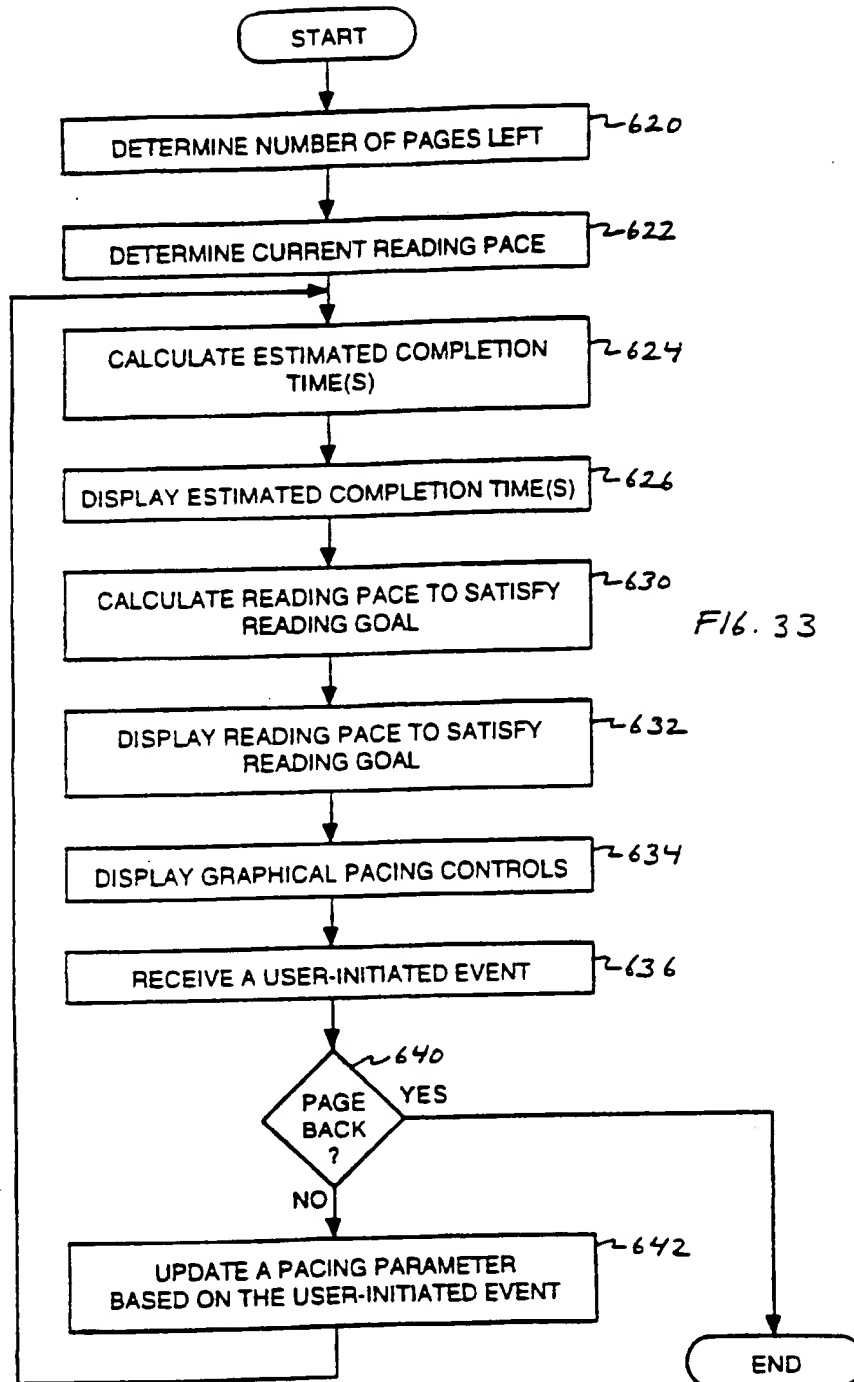 START
DETERMINE NUMBER OF PAGES LEFT
620
DETERMINE CURRENT READING PACE
622
CALCULATE ESTIMATED COMPLETION
TIME(S)
624
DISPLAY ESTIMATED COMPLETION TIME(S)
626
CALCULATE READING PACE TO SATISFY
READING GOAL
630
FIG. 33
DISPLAY READING PACE TO SATISFY
READING GOAL
632
DISPLAY GRAPHICAL PACING CONTROLS
634
RECEIVE A USER-INITIATED EVENT
636
640
PAGE
BACK
?
YES
NO
UPDATE A PACING PARAMETER
BASED ON THE USER-INITIATED EVENT
642
END